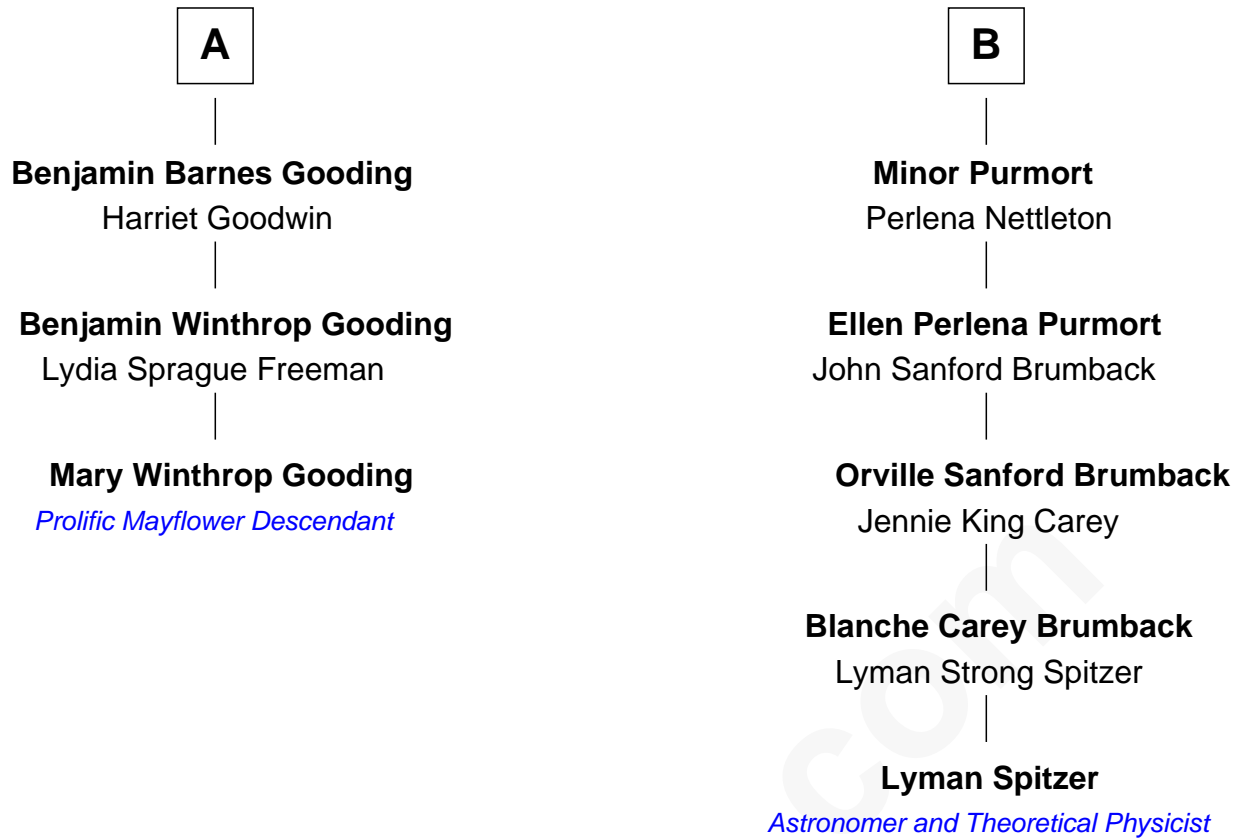 A
Benjamin Barnes Gooding
Harriet Goodwin
Benjamin Winthrop Gooding
Lydia Sprague Freeman
Mary Winthrop Gooding
Prolific Mayflower Descendant
B
Minor Purmort
Perlena Nettleton
Ellen Perlena Purmort
John Sanford Brumback
Orville Sanford Brumback
Jennie King Carey
Blanche Carey Brumback
Lyman Strong Spitzer
Lyman Spitzer
Astronomer and Theoretical Physicist
com